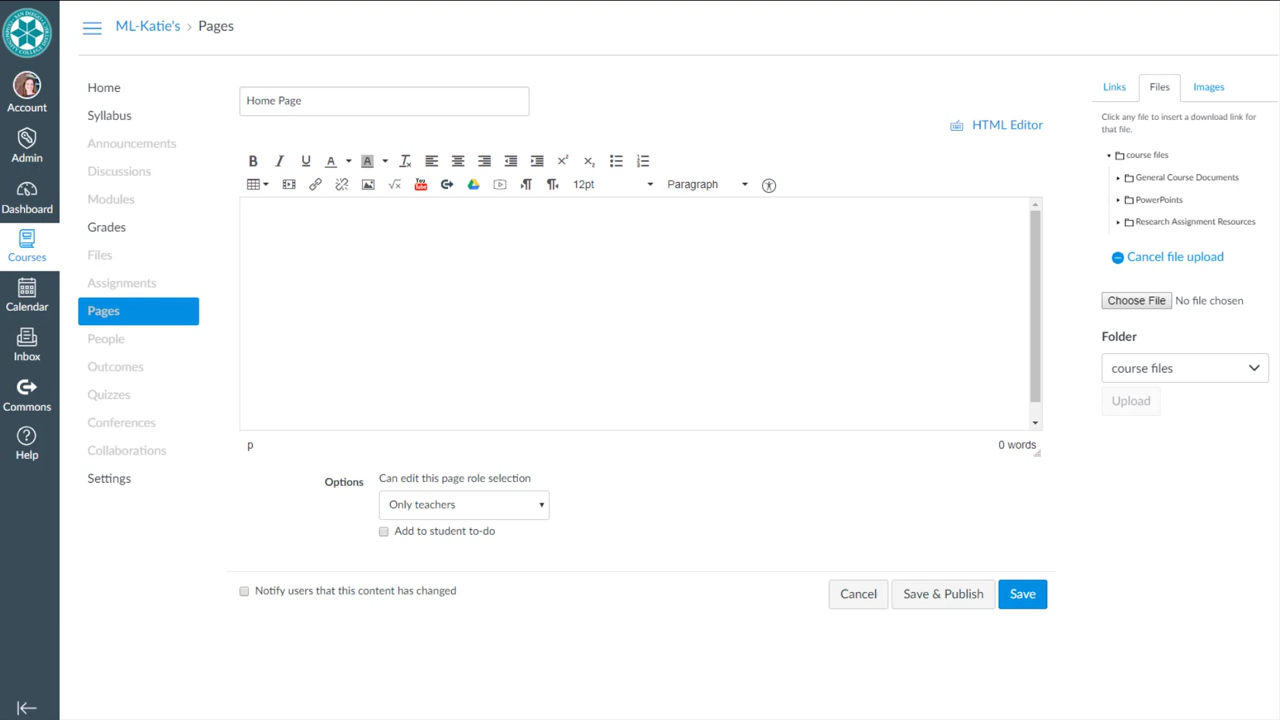 ML-Katie's › Pages
Account
Admin
Dashboard
Courses
Calendar
Inbox
Commons
Help
Home
Syllabus
Announcements
Discussions
Modules
Grades
Files
Assignments
Pages
People
Outcomes
Quizzes
Conferences
Collaborations
Settings
Home Page
HTML Editor
B I U A A
12pt Paragraph
p
0 words
Options
Can edit this page role selection
Only teachers
Add to student to-do
Notify users that this content has changed
Cancel Save & Publish Save
Links Files Images
Click any file to insert a download link for
that file.
course files
General Course Documents
PowerPoints
Research Assignment Resources
Cancel file upload
Choose File No file chosen
Folder
course files
Upload